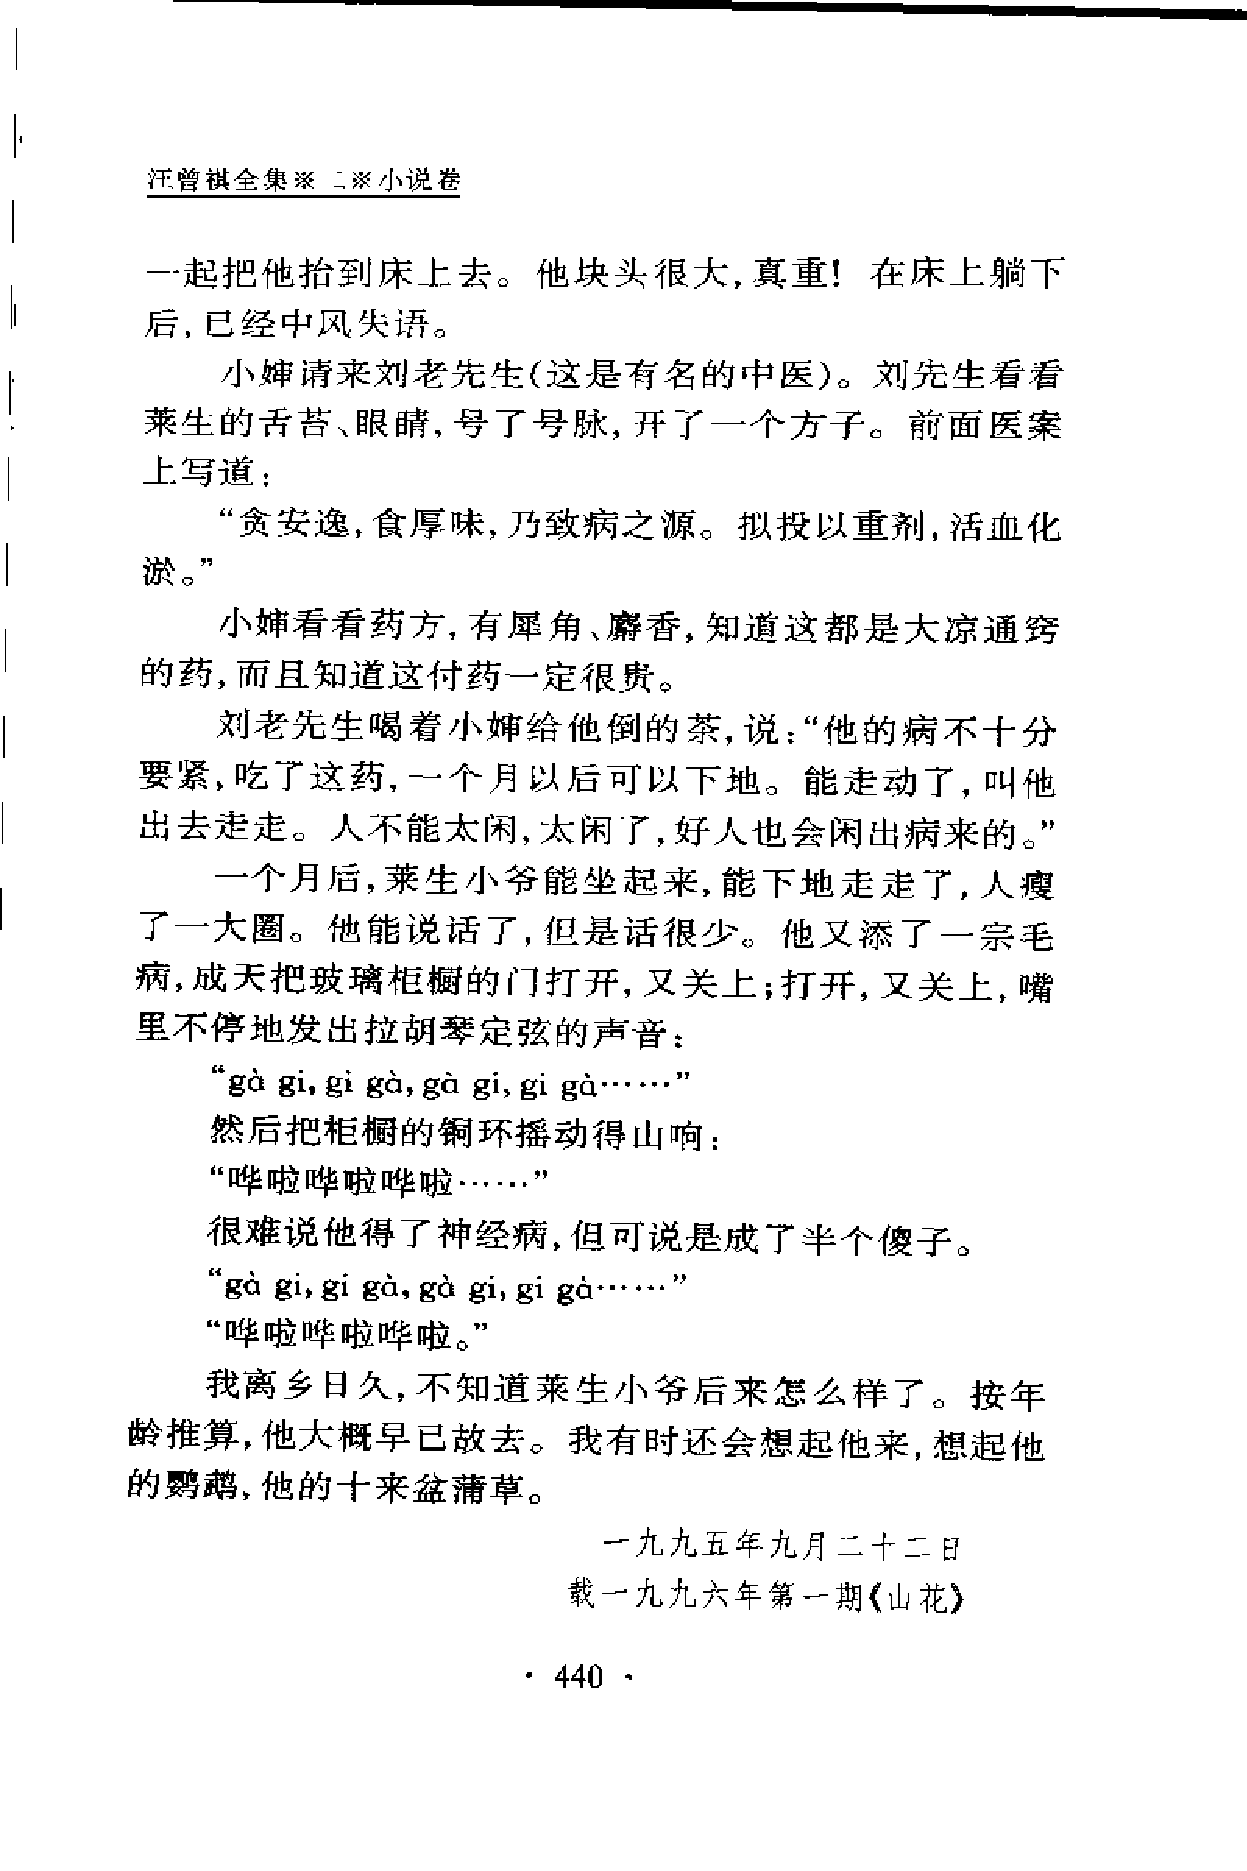 汪曾祺全集※二※小说卷
一起把他抬到床上去。他块头很大,真重! 在床上躺下
后,已经中风失语。
小婶请来刘老先生(这是有名的中医)。刘先生看看
莱生的舌苔、眼睛,号了号脉,开了一个方子。前面医案
上写道:
“贪安逸,食厚味,乃致病之源。拟投以重剂,活血化
淤。”
小婶看看药方,有犀角、麝香,知道这都是大凉通窍
的药,而且知道这付药一定很贵。
刘老先生喝着小婶给他倒的茶,说:“他的病不十分
要紧,吃了这药,一个月以后可以下地。能走动了,叫他
出去走走。人不能太闲,太闲了,好人也会闲出病来的。”
一个月后,莱生小爷能坐起来,能下地走走了,人瘦
了一大圈。他能说话了,但是话很少。他又添了一宗毛
病,成天把玻璃柜橱的门打开,又关上;打开,又关上,嘴
里不停地发出拉胡琴定弦的声音:
“gà gi,gi gà,gà gi,gi gà……”
然后把柜橱的铜环摇动得山响:
“哗啦哗啦哗啦……”
很难说他得了神经病,但可说是成了半个傻子。
“gà gi,gi gà,gà gi,gi gà……”
“哗啦哗啦哗啦。”
我离乡日久,不知道莱生小爷后来怎么样了。按年
龄推算,他大概早已故去。我有时还会想起他来,想起他
的鹦鹉,他的十来盆蒲草。
一九九五年九月二十二日
载一九九六年第一期《山花》
· 440 ·